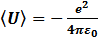 ⟨U⟩ = − e² / 4πε₀